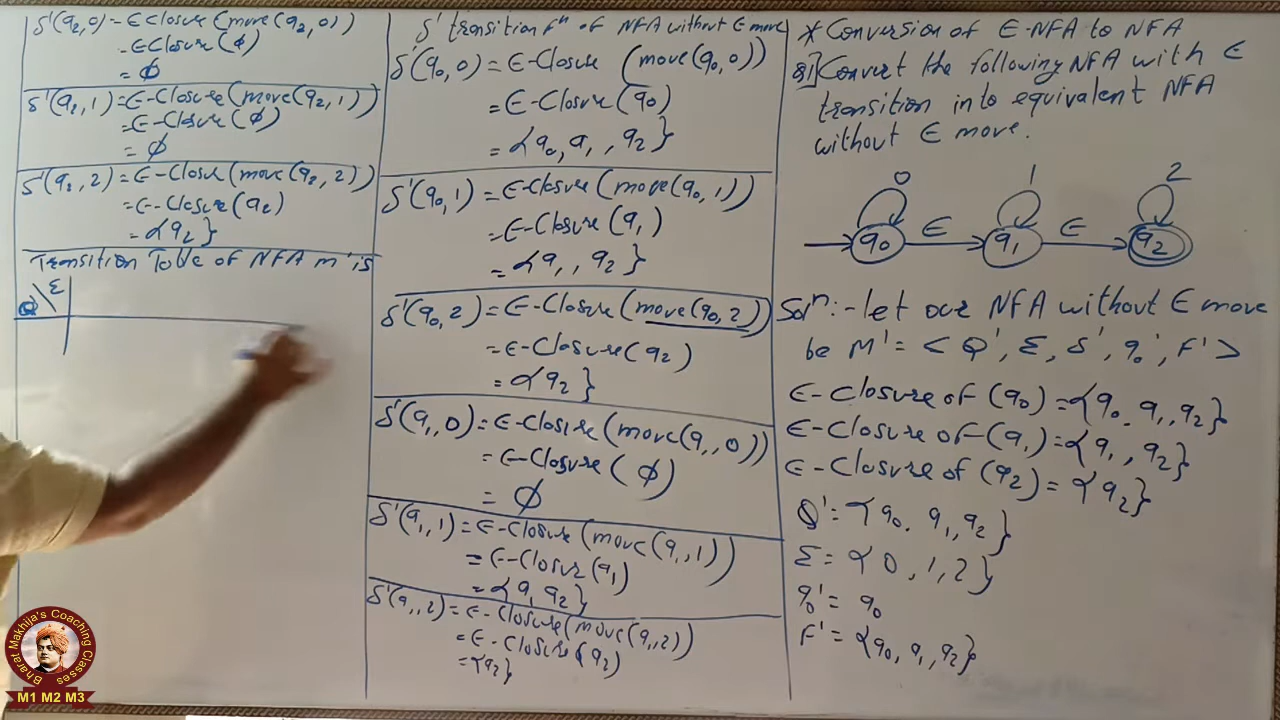 * Conversion of ε-NFA to NFA
Q1] Convert the following NFA with ε
transition into equivalent NFA
without ε move.
0 1 2
q0 ε q1 ε q2
Solⁿ:- let our NFA without ε move
be M' = < Q', Σ, δ', q0', F' >
ε-Closure of (q0) = {q0, q1, q2}
ε-Closure of (q1) = {q1, q2}
ε-Closure of (q2) = {q2}
Q' = {q0, q1, q2}
Σ = {0, 1, 2}
q0' = q0
F' = {q0, q1, q2}
δ' transition Fⁿ of NFA without ε move
δ'(q0, 0) = ε-Closure (move(q0, 0))
= ε-Closure (q0)
= {q0, q1, q2}
δ'(q0, 1) = ε-Closure (move(q0, 1))
= ε-Closure (q1)
= {q1, q2}
δ'(q0, 2) = ε-Closure (move(q0, 2))
= ε-Closure (q2)
= {q2}
δ'(q1, 0) = ε-Closure (move(q1, 0))
= ε-Closure (φ)
= φ
δ'(q1, 1) = ε-Closure (move(q1, 1))
= ε-Closure (q1)
= {q1 q2}
δ'(q1, 2) = ε-Closure (move(q1, 2))
= ε-Closure (q2)
= {q2}
δ'(q2, 0) = ε Closure (move(q2, 0))
= ε Closure (φ)
= φ
δ'(q2, 1) = ε-Closure (move(q2, 1))
= ε-Closure (φ)
= φ
δ'(q2, 2) = ε-Closure (move(q2, 2))
= ε-Closure (q2)
= {q2}
Transition Table of NFA M' is
Q \ Σ
Bharat Makhija's Coaching Classes
M1 M2 M3